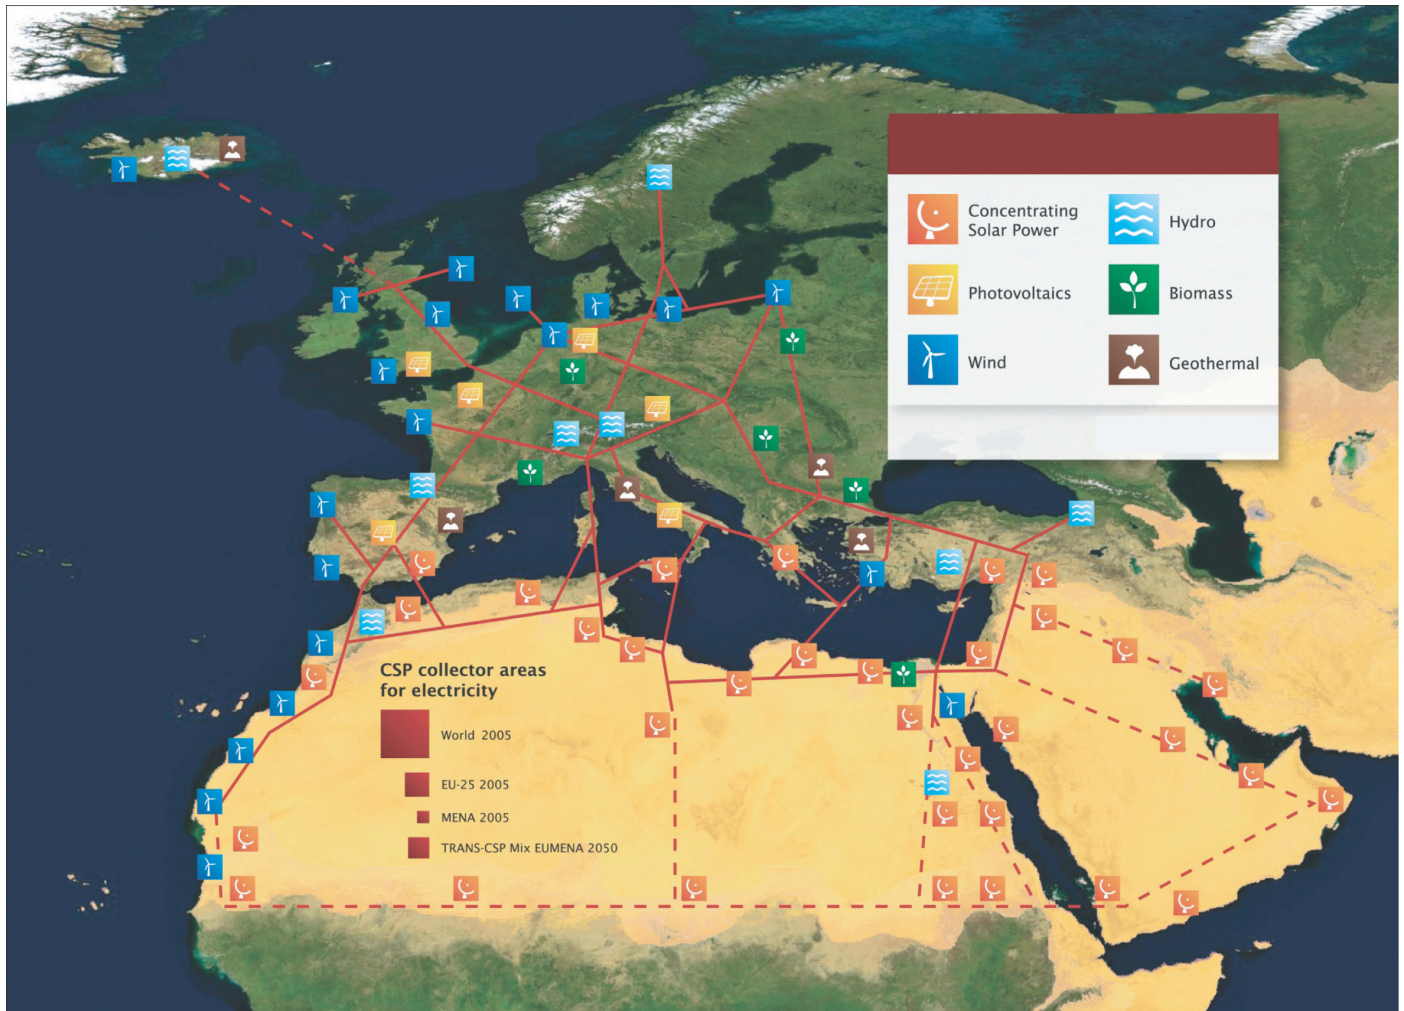 Concentrating
Solar Power
Hydro
Photovoltaics
Biomass
Wind
Geothermal
CSP collector areas
for electricity
World 2005
EU-25 2005
MENA 2005
TRANS-CSP Mix EUMENA 2050